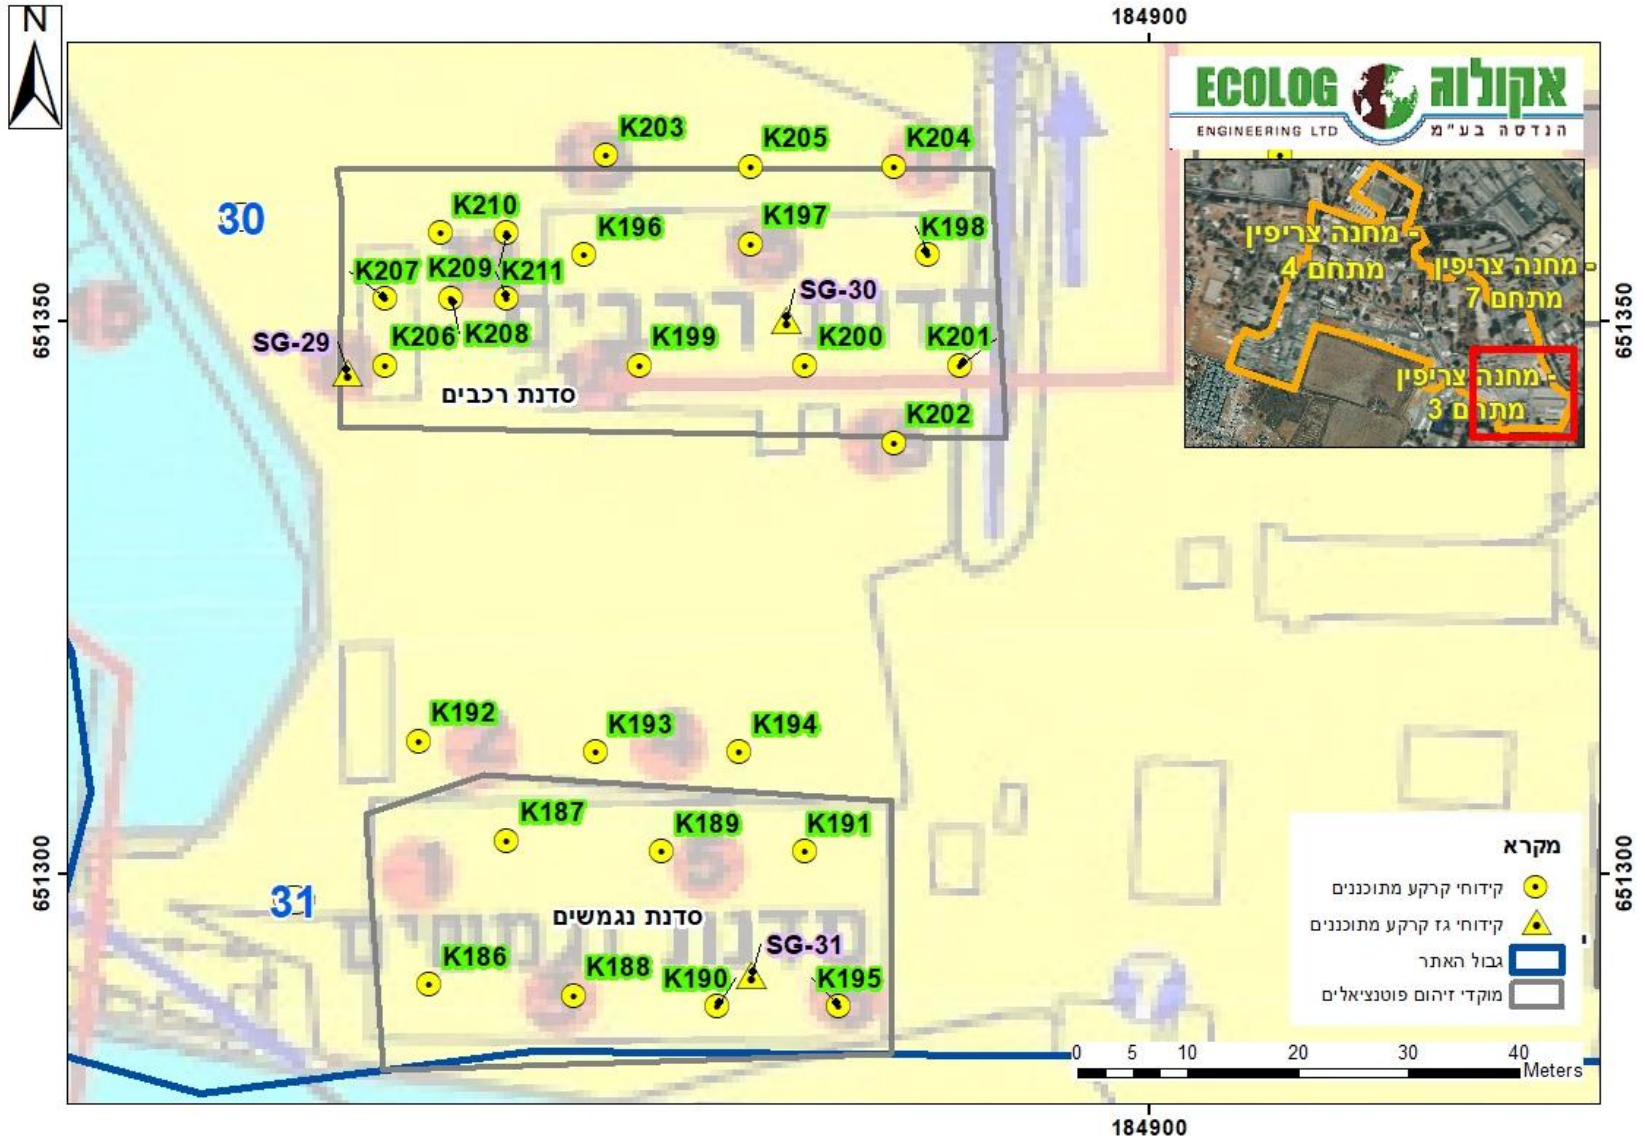 N
184900
ECOLOG אקולוג
ENGINEERING LTD הנדסה בע"מ
K203
K205
K204
30
K210
K196
K197
K198
- מחנה צריפין
מתחם 4
- מחנה צריפין
מתחם 7
- מחנה צריפין
מתחם 3
K207
K209
K211
SG-30
651350
651350
SG-29
K206
K208
K199
K200
K201
סדנת רכבים
K202
K192
K193
K194
2
4
K187
K189
K191
1
5
651300
651300
31
סדנת נגמשים
SG-31
K186
K188
K190
K195
מקרא
קידוחי קרקע מתוכננים
קידוחי גז קרקע מתוכננים
גבול האתר
מוקדי זיהום פוטנציאלים
0 5 10 20 30 40
Meters
184900